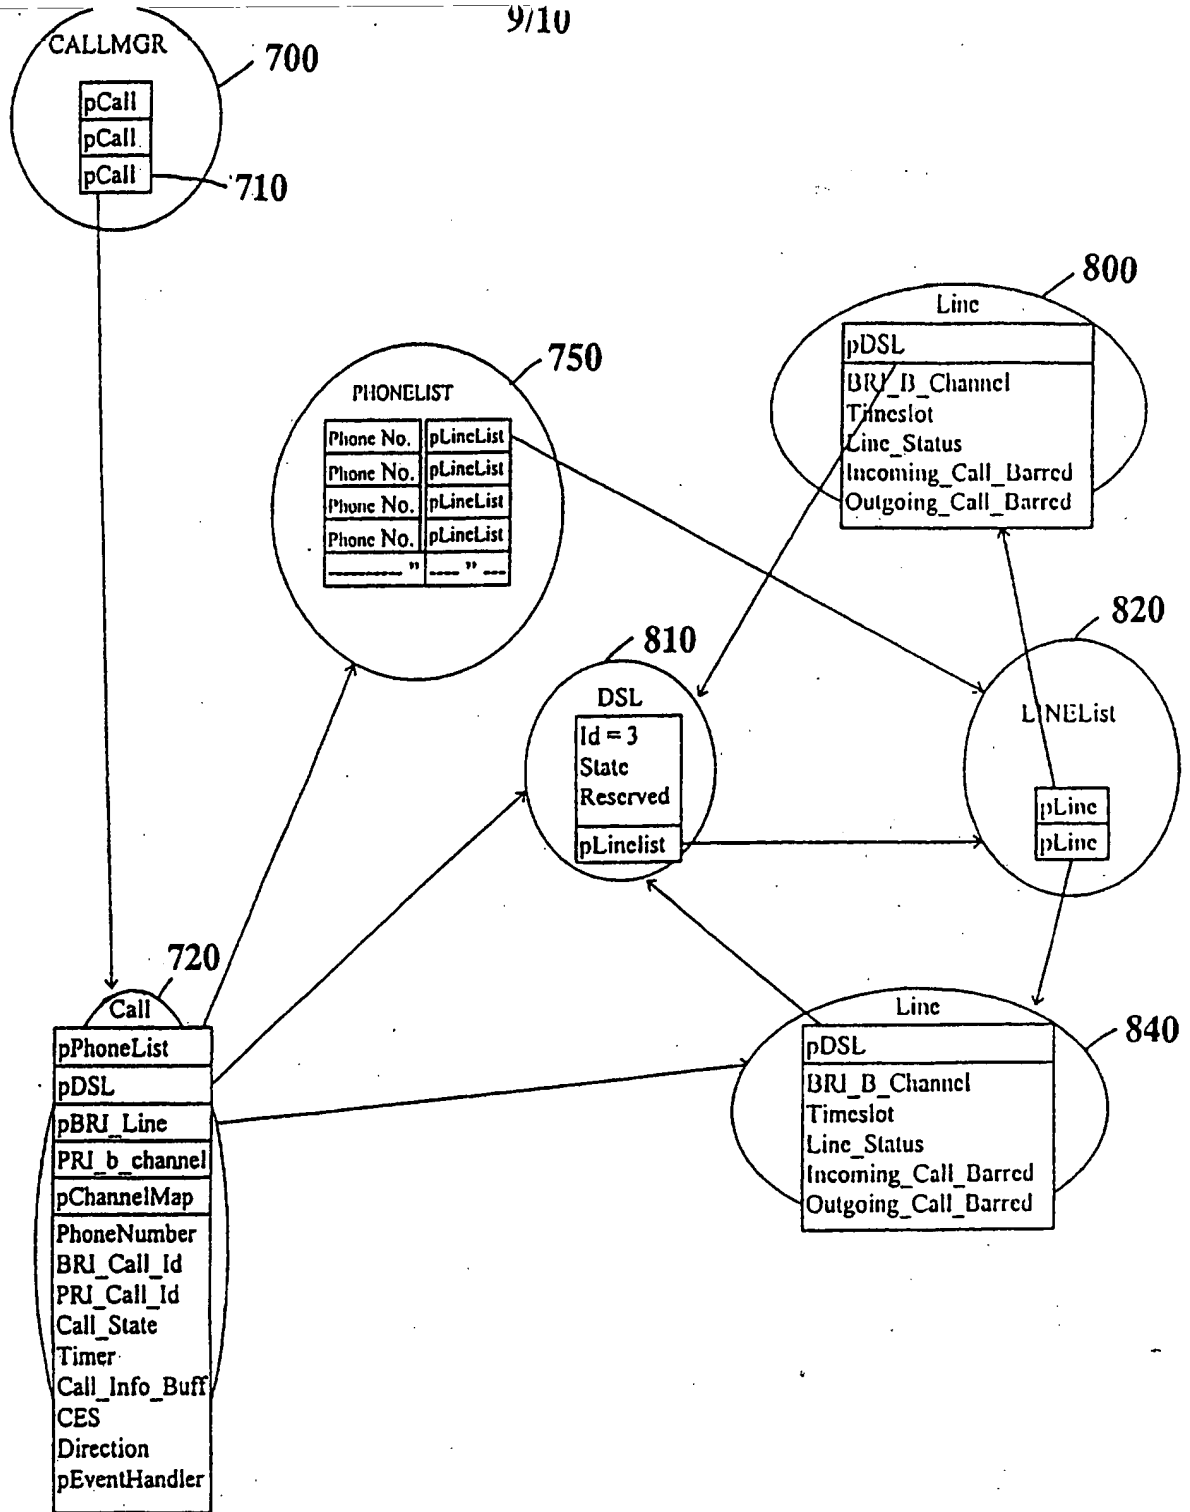 9/10
CALLMGR
700
pCall
pCall
pCall
710
800
Line
pDSL
BRI_B_Channel
Timeslot
Line_Status
Incoming_Call_Barred
Outgoing_Call_Barred
750
PHONELIST
Phone No. pLineList
Phone No. pLineList
Phone No. pLineList
Phone No. pLineList
-------- " ---- " ---
820
LINEList
pLine
pLine
810
DSL
Id = 3
State
Reserved
pLinelist
720
Call
pPhoneList
pDSL
pBRI_Line
PRI_b_channel
pChannelMap
PhoneNumber
BRI_Call_Id
PRI_Call_Id
Call_State
Timer
Call_Info_Buff
CES
Direction
pEventHandler
840
Line
pDSL
BRI_B_Channel
Timeslot
Line_Status
Incoming_Call_Barred
Outgoing_Call_Barred